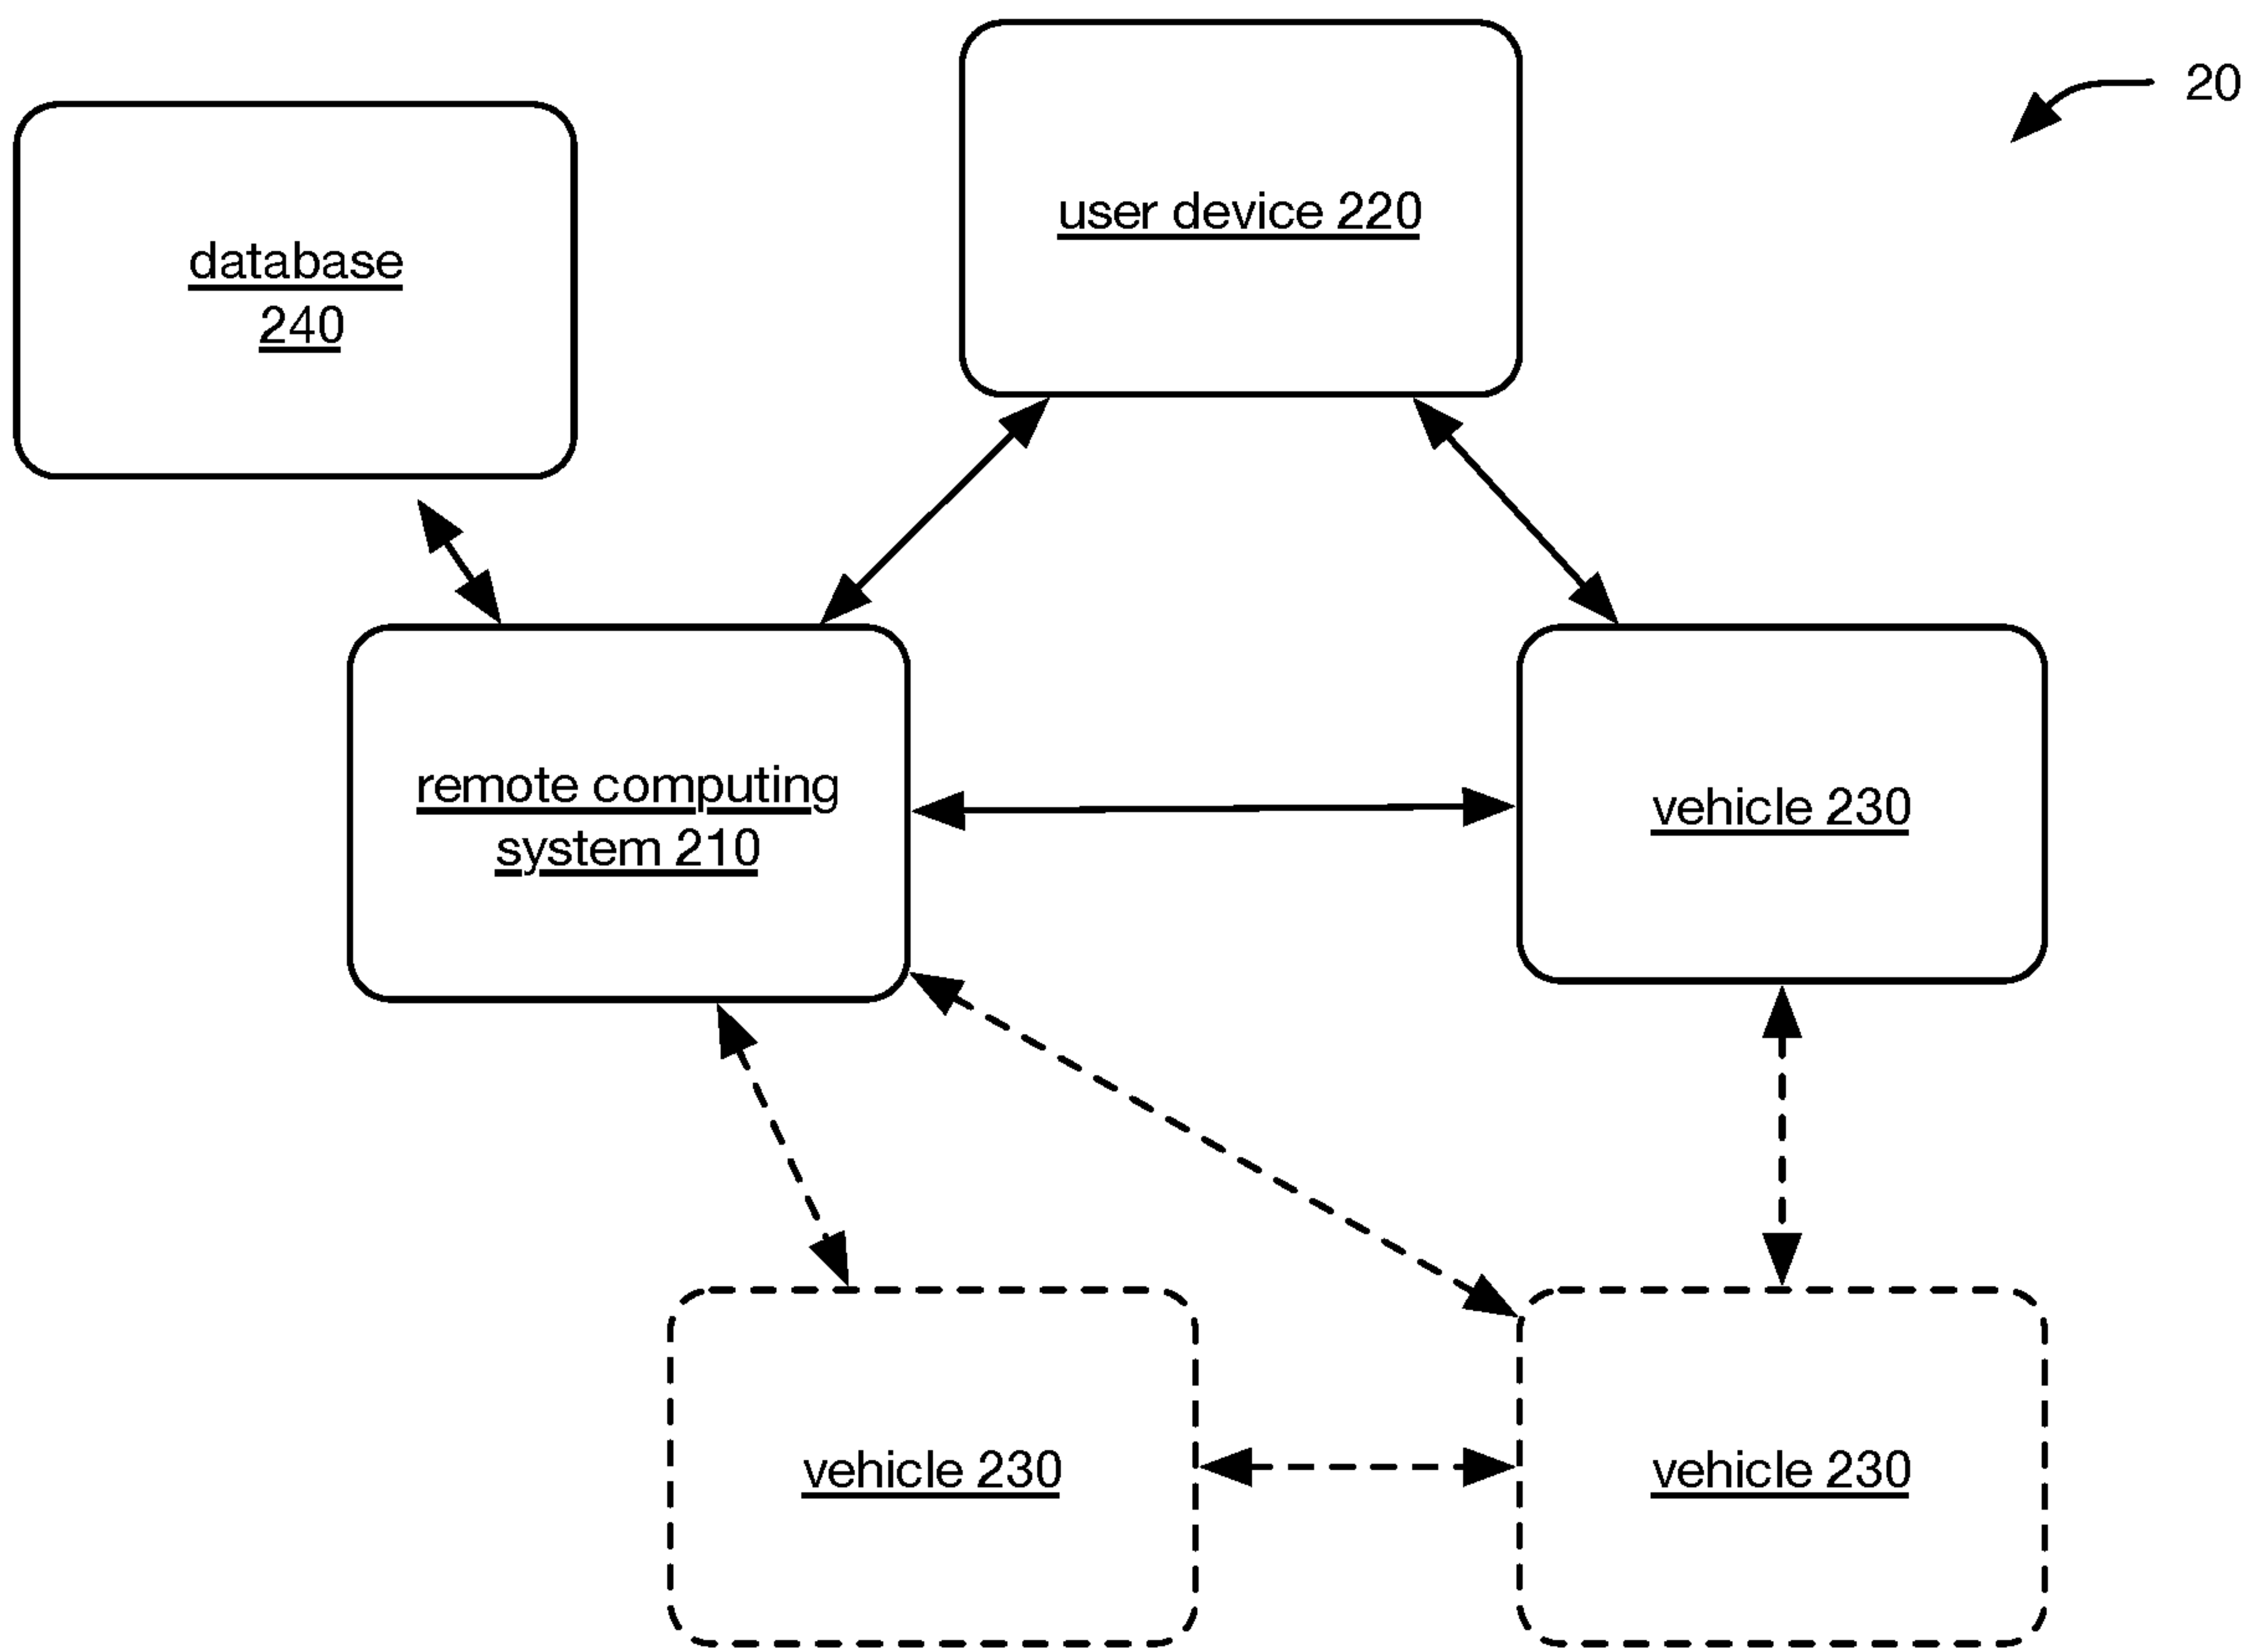 20
user device 220
database
240
remote computing
system 210
vehicle 230
vehicle 230
vehicle 230